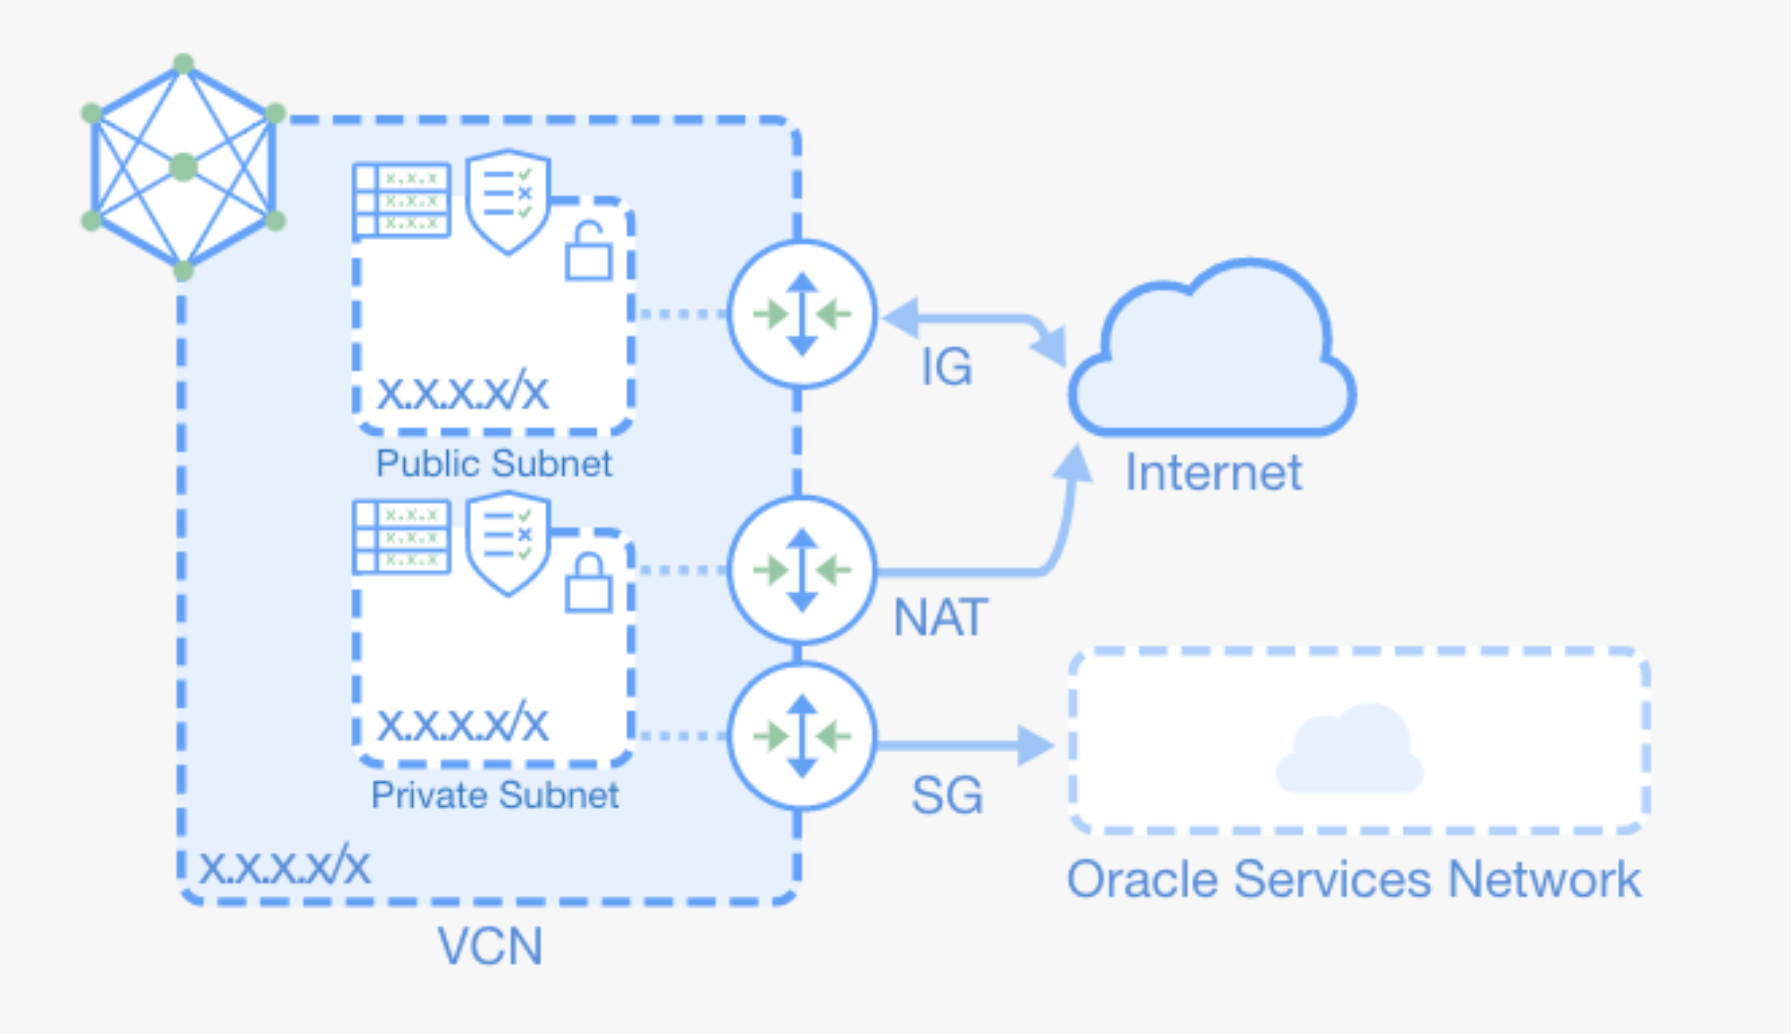 x.x.x
x.x.x
x.x.x
x.x.x.x/x
Public Subnet
IG
Internet
x.x.x
x.x.x
x.x.x
NAT
x.x.x.x/x
Private Subnet
SG
x.x.x.x/x
Oracle Services Network
VCN